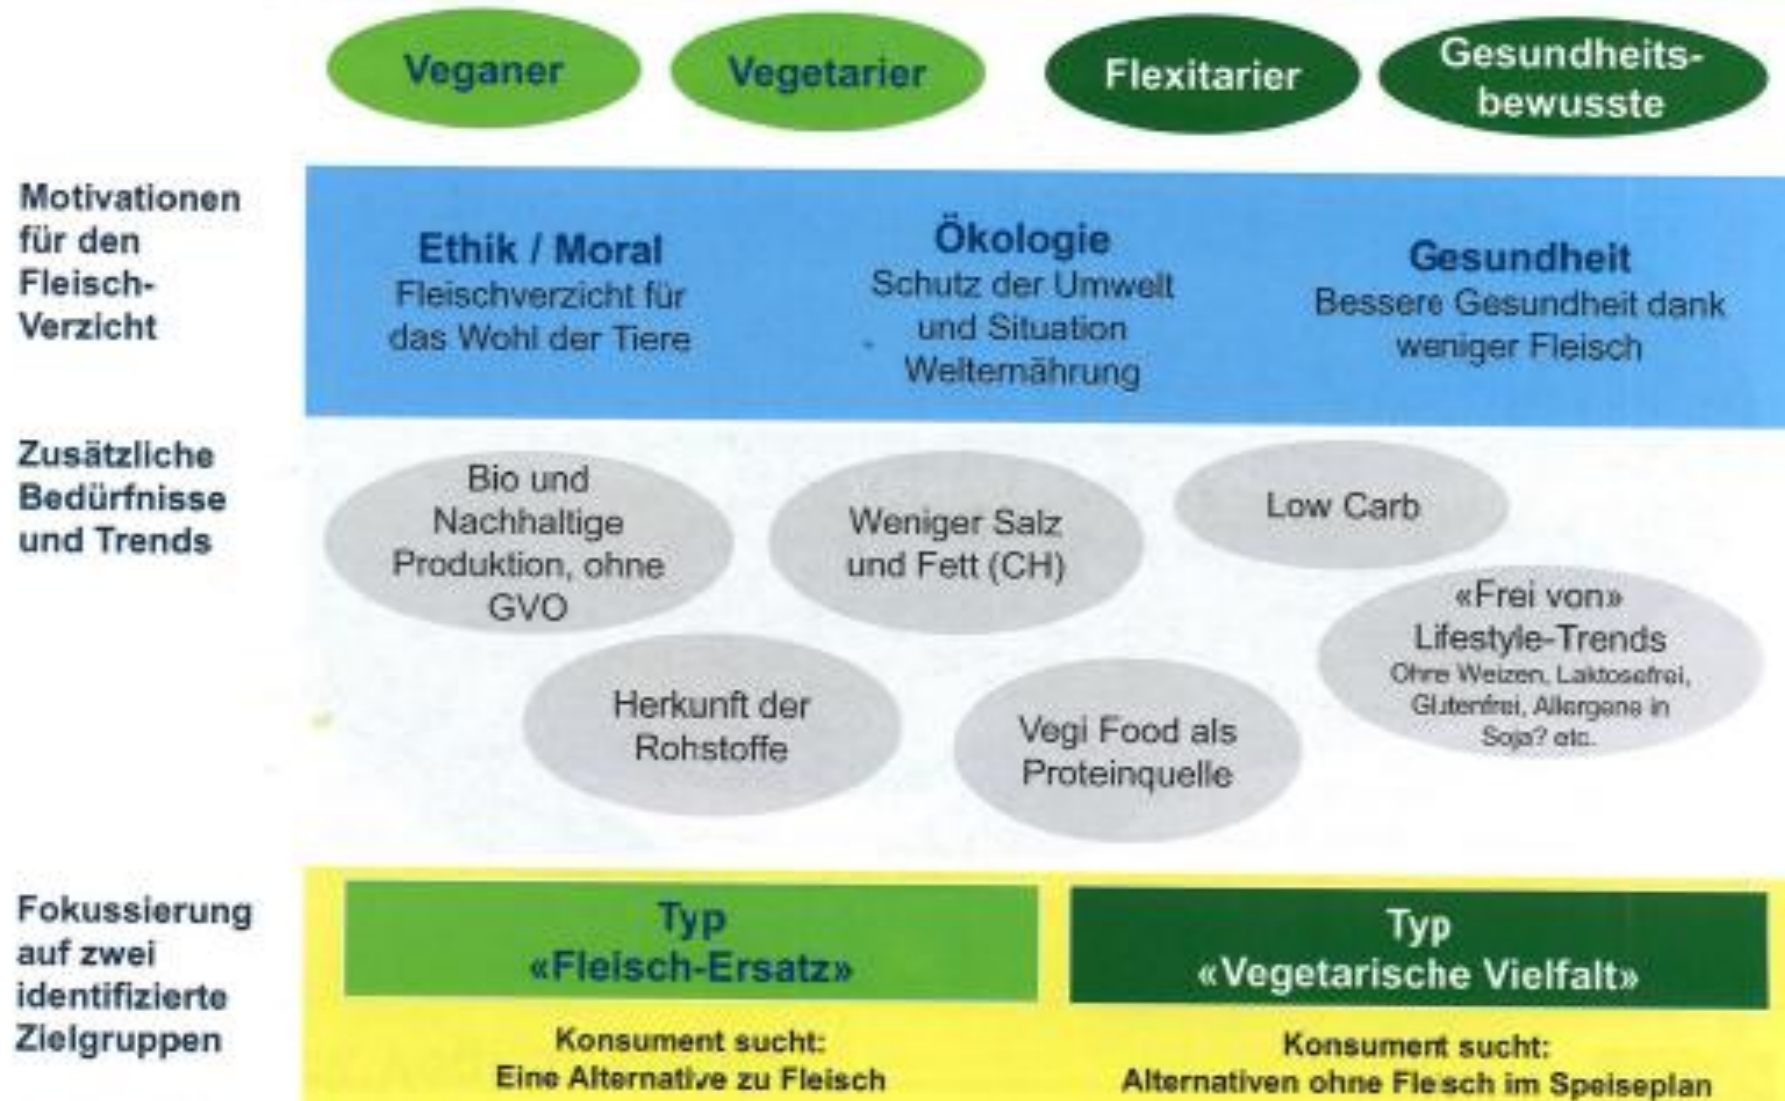 Veganer
Vegetarier
Flexitarier
Gesundheits-
bewusste
Motivationen
für den
Fleisch-
Verzicht
Ethik / Moral
Fleischverzicht für
das Wohl der Tiere
Ökologie
Schutz der Umwelt
und Situation
Welternährung
Gesundheit
Bessere Gesundheit dank
weniger Fleisch
Zusätzliche
Bedürfnisse
und Trends
Bio und
Nachhaltige
Produktion, ohne
GVO
Weniger Salz
und Fett (CH)
Low Carb
«Frei von»
Lifestyle-Trends
Ohne Weizen, Laktosefrei,
Glutenfrei, Allergene in
Soja? etc.
Herkunft der
Rohstoffe
Vegi Food als
Proteinquelle
Fokussierung
auf zwei
identifizierte
Zielgruppen
Typ
«Fleisch-Ersatz»
Konsument sucht:
Eine Alternative zu Fleisch
Typ
«Vegetarische Vielfalt»
Konsument sucht:
Alternativen ohne Fleisch im Speiseplan